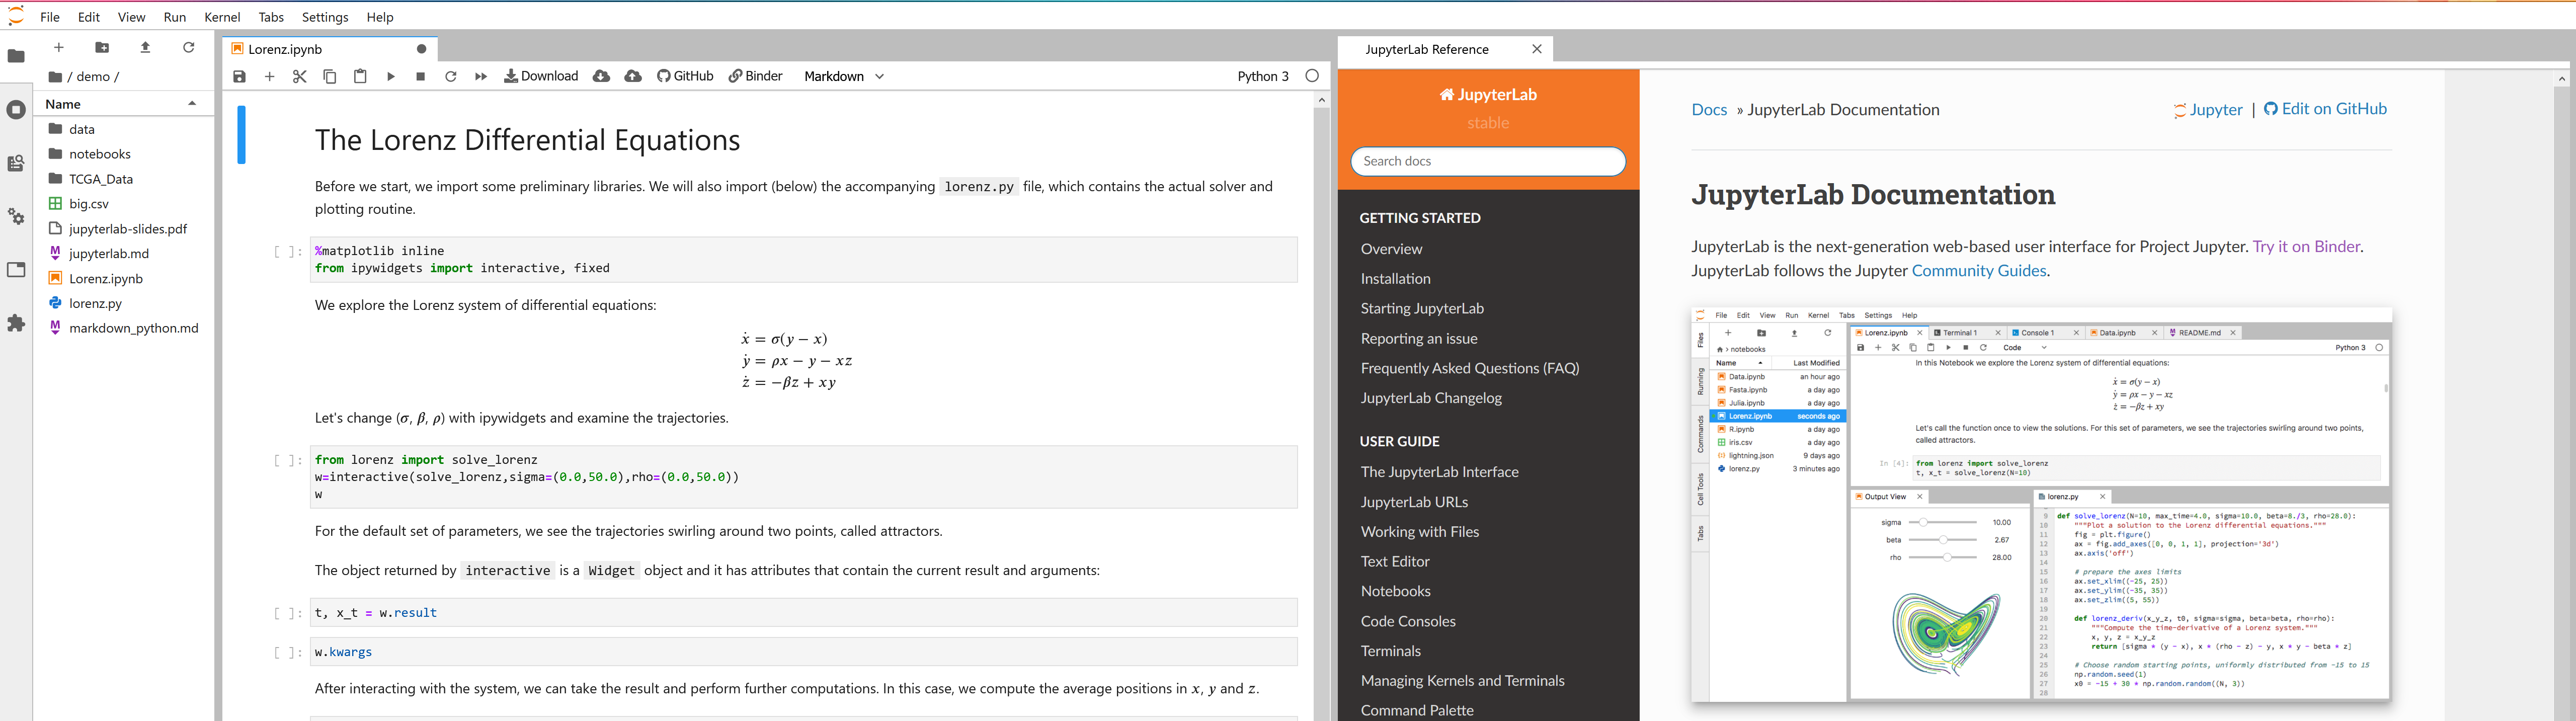 File Edit View Run Kernel Tabs Settings Help
/ demo /
Name
data
notebooks
TCGA_Data
big.csv
jupyterlab-slides.pdf
jupyterlab.md
Lorenz.ipynb
lorenz.py
markdown_python.md
Lorenz.ipynb
Download GitHub Binder Markdown Python 3
The Lorenz Differential Equations
Before we start, we import some preliminary libraries. We will also import (below) the accompanying lorenz.py file, which contains the actual solver and
plotting routine.
[ ]: %matplotlib inline
from ipywidgets import interactive, fixed
We explore the Lorenz system of differential equations:
ẋ = σ(y − x)
ẏ = ρx − y − xz
ż = −βz + xy
Let's change (σ, β, ρ) with ipywidgets and examine the trajectories.
[ ]: from lorenz import solve_lorenz
w=interactive(solve_lorenz,sigma=(0.0,50.0),rho=(0.0,50.0))
w
For the default set of parameters, we see the trajectories swirling around two points, called attractors.
The object returned by interactive is a Widget object and it has attributes that contain the current result and arguments:
[ ]: t, x_t = w.result
[ ]: w.kwargs
After interacting with the system, we can take the result and perform further computations. In this case, we compute the average positions in x, y and z.
JupyterLab Reference
JupyterLab
stable
Search docs
GETTING STARTED
Overview
Installation
Starting JupyterLab
Reporting an issue
Frequently Asked Questions (FAQ)
JupyterLab Changelog
USER GUIDE
The JupyterLab Interface
JupyterLab URLs
Working with Files
Text Editor
Notebooks
Code Consoles
Terminals
Managing Kernels and Terminals
Command Palette
Docs » JupyterLab Documentation Jupyter | Edit on GitHub
JupyterLab Documentation
JupyterLab is the next-generation web-based user interface for Project Jupyter. Try it on Binder.
JupyterLab follows the Jupyter Community Guides.
File Edit View Run Kernel Tabs Settings Help
Files
Running
Commands
Cell Tools
Tabs
> notebooks
Name Last Modified
Data.ipynb an hour ago
Fasta.ipynb a day ago
Julia.ipynb a day ago
Lorenz.ipynb seconds ago
R.ipynb a day ago
iris.csv a day ago
lightning.json 9 days ago
lorenz.py 3 minutes ago
Lorenz.ipynb Terminal 1 Console 1 Data.ipynb README.md
Code Python 3
In this Notebook we explore the Lorenz system of differential equations:
ẋ = σ(y − x)
ẏ = ρx − y − xz
ż = −βz + xy
Let's call the function once to view the solutions. For this set of parameters, we see the trajectories swirling around two points,
called attractors.
In [4]: from lorenz import solve_lorenz
t, x_t = solve_lorenz(N=10)
Output View
sigma 10.00
beta 2.67
rho 28.00
lorenz.py
9 def solve_lorenz(N=10, max_time=4.0, sigma=10.0, beta=8./3, rho=28.0):
10 """Plot a solution to the Lorenz differential equations."""
11 fig = plt.figure()
12 ax = fig.add_axes([0, 0, 1, 1], projection='3d')
13 ax.axis('off')
14
15 # prepare the axes limits
16 ax.set_xlim((-25, 25))
17 ax.set_ylim((-35, 35))
18 ax.set_zlim((5, 55))
19
20 def lorenz_deriv(x_y_z, t0, sigma=sigma, beta=beta, rho=rho):
21 """Compute the time-derivative of a Lorenz system."""
22 x, y, z = x_y_z
23 return [sigma * (y - x), x * (rho - z) - y, x * y - beta * z]
24
25 # Choose random starting points, uniformly distributed from -15 to 15
26 np.random.seed(1)
27 x0 = -15 + 30 * np.random.random((N, 3))
28